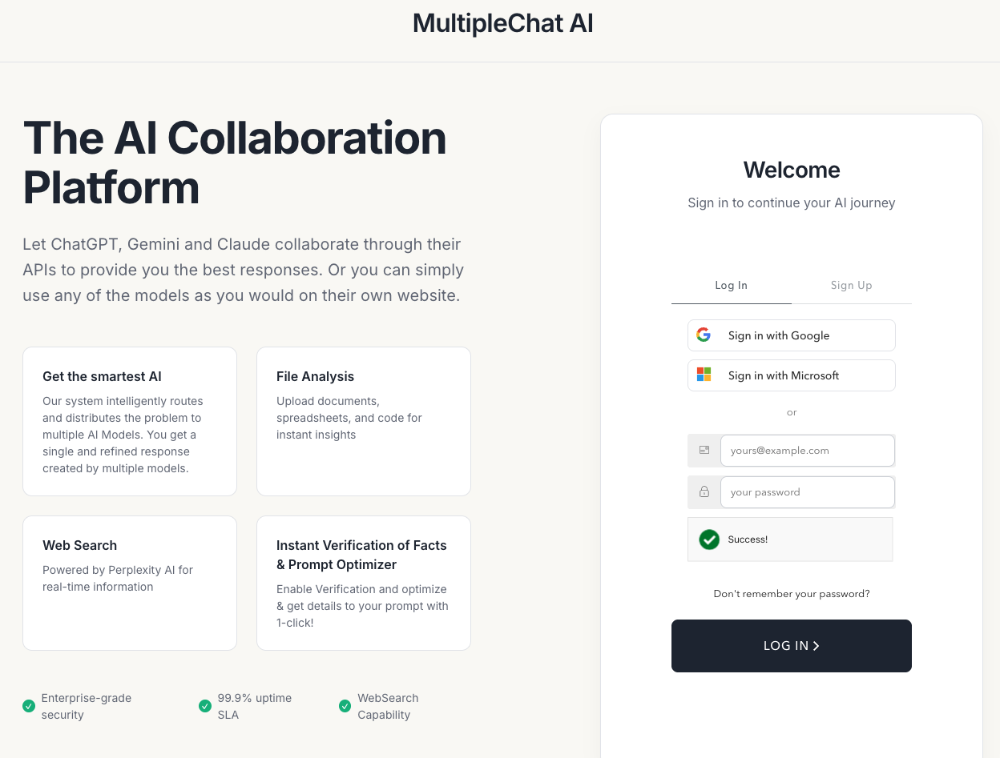 MultipleChat AI
The AI Collaboration
Platform
Let ChatGPT, Gemini and Claude collaborate through their
APIs to provide you the best responses. Or you can simply
use any of the models as you would on their own website.
Get the smartest AI
Our system intelligently routes
and distributes the problem to
multiple AI Models. You get a
single and refined response
created by multiple models.
File Analysis
Upload documents,
spreadsheets, and code for
instant insights
Web Search
Powered by Perplexity AI for
real-time information
Instant Verification of Facts
& Prompt Optimizer
Enable Verification and optimize
& get details to your prompt with
1-click!
Enterprise-grade
security
99.9% uptime
SLA
WebSearch
Capability
Welcome
Sign in to continue your AI journey
Log In
Sign Up
Sign in with Google
Sign in with Microsoft
or
yours@example.com
your password
Success!
Don't remember your password?
LOG IN